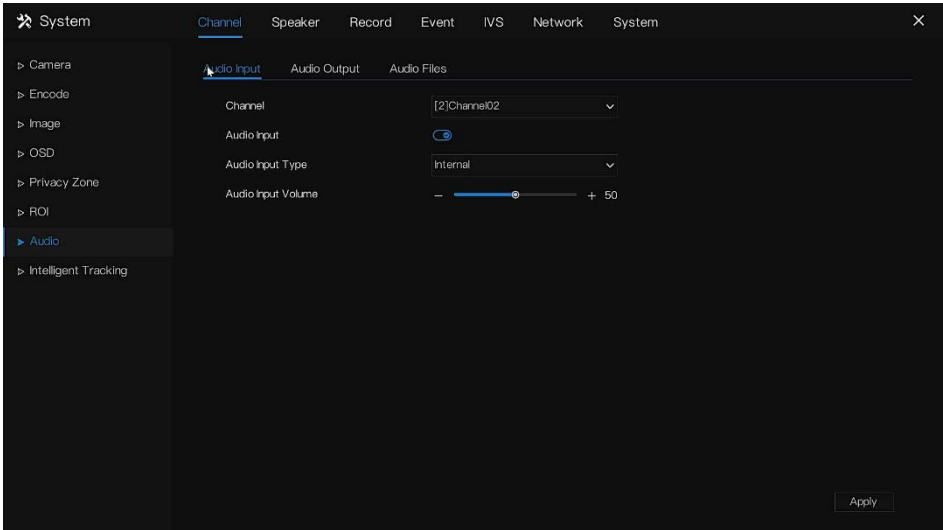 System
Channel Speaker Record Event IVS Network System
Camera
Encode
Image
OSD
Privacy Zone
ROI
Audio
Intelligent Tracking
Audio Input Audio Output Audio Files
Channel [2]Channel02
Audio Input
Audio Input Type Internal
Audio Input Volume − + 50
Apply